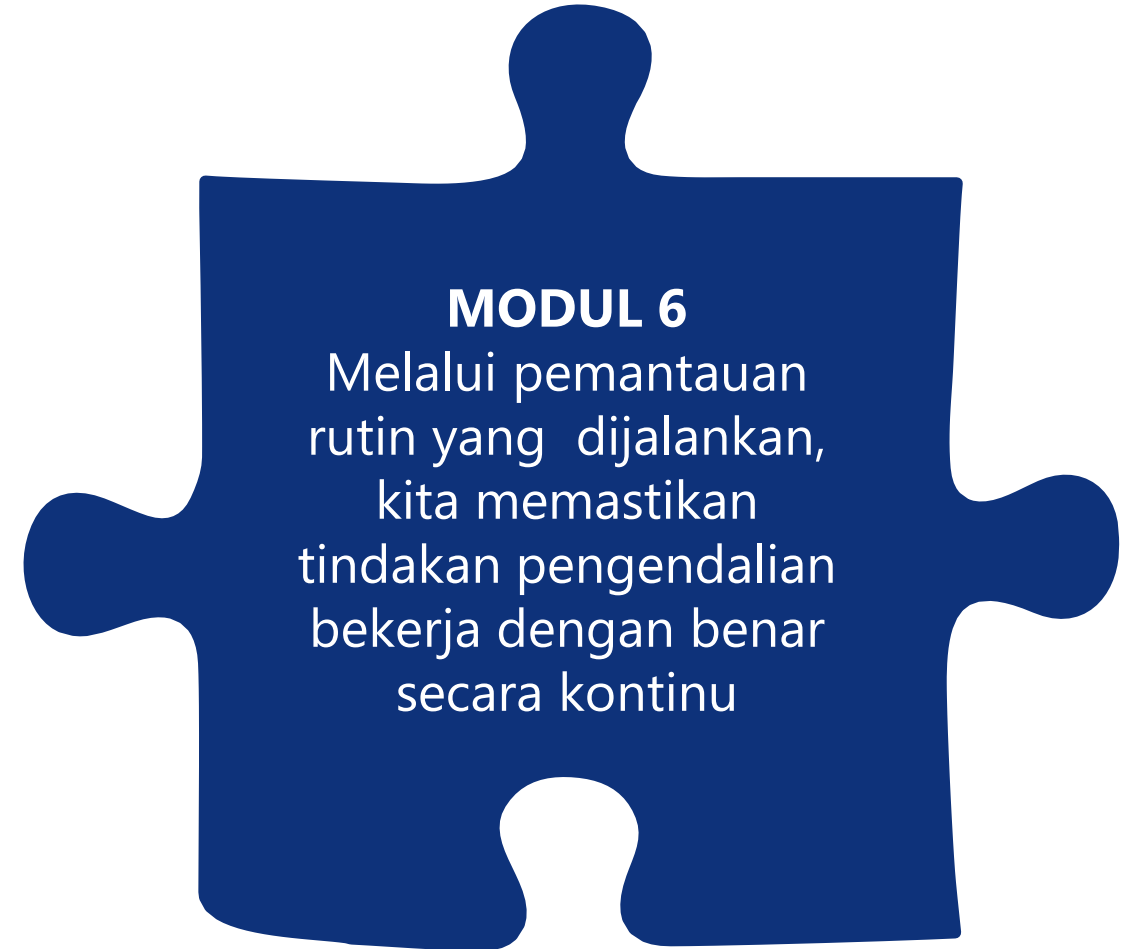 MODUL 6
Melalui pemantauan
rutin yang  dijalankan,
kita memastikan
tindakan pengendalian
bekerja dengan benar
secara kontinu